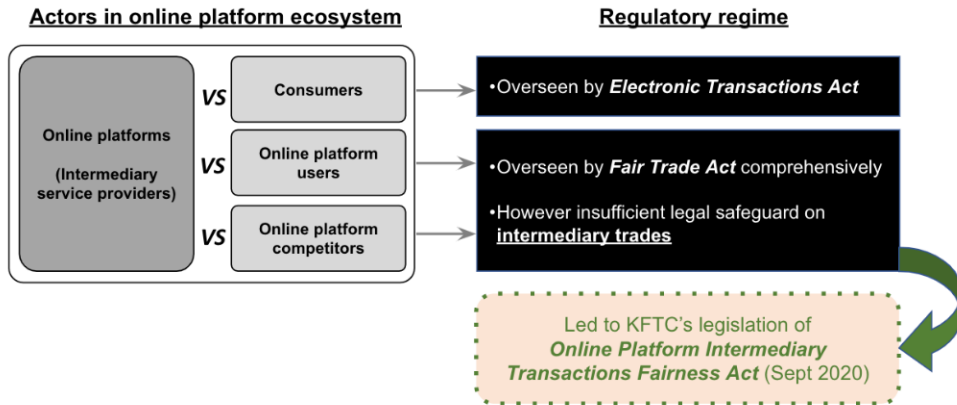 Actors in online platform ecosystem
Regulatory regime
Online platforms
(Intermediary
service providers)
VS
Consumers
VS
Online platform
users
VS
Online platform
competitors
•Overseen by Electronic Transactions Act
•Overseen by Fair Trade Act comprehensively
•However insufficient legal safeguard on
intermediary trades
Led to KFTC's legislation of
Online Platform Intermediary
Transactions Fairness Act (Sept 2020)